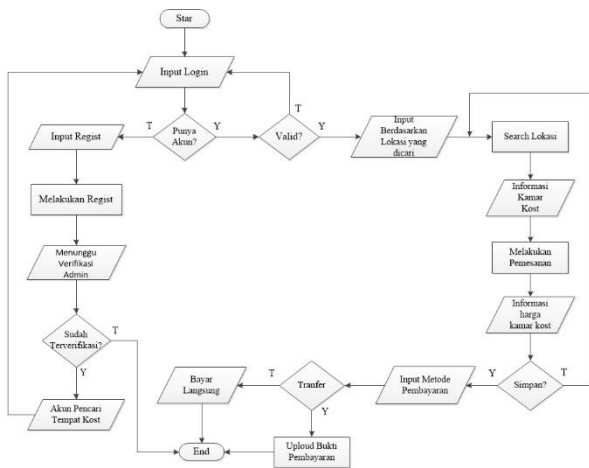 Star
Input Login
T
Punya
Akun?
Y
Valid?
T
Y
Input
Berdasarkan
Lokasi yang
dicari
Search Lokasi
Input Regist
Melakukan Regist
Menunggu
Verifikasi
Admin
Sudah
Terverifikasi?
T
Y
Akun Pencari
Tempat Kost
Informasi
Kamar
Kost
Melakukan
Pemesanan
Informasi
harga
kamar kost
Simpan?
T
Y
Input Metode
Pembayaran
Tranfer
T
Y
Bayar
Langsung
Uploud Bukti
Pembayaran
End